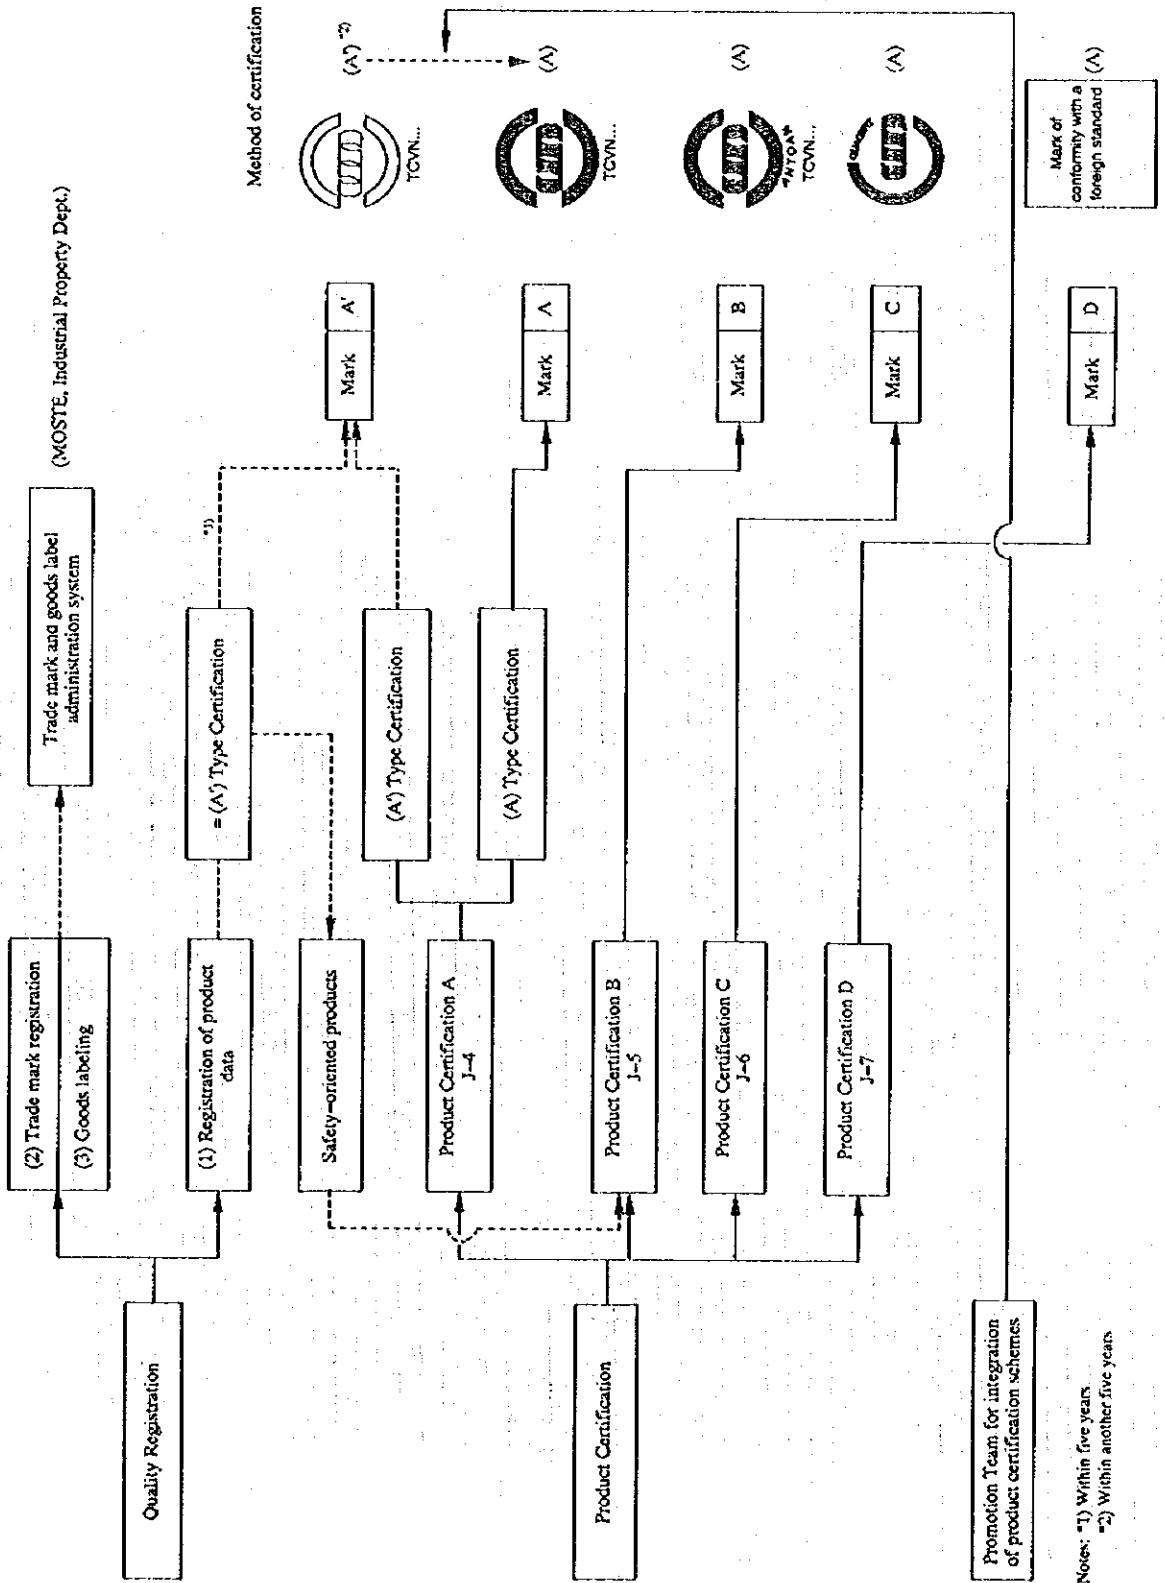 Quality Registration
(2) Trade mark registration
(3) Goods labeling
Trade mark and goods label
administration system
(MOSTE, Industrial Property Dept.)
(1) Registration of product
data
= (A') Type Certification
*1)
Safety-oriented products
Product Certification
Product Certification A
J-4
(A') Type Certification
(A) Type Certification
Product Certification B
J-5
Product Certification C
J-6
Product Certification D
J-7
Method of certification
Mark A'
TCVN...
(A') *2)
Mark A
TCVN...
(A)
Mark B
ANTOAN
TCVN...
(A)
Mark C
(A)
Mark D
Mark of
conformity with a
foreign standard
(A)
Promotion Team for integration
of product certification schemes
Notes: *1) Within five years
*2) Within another five years